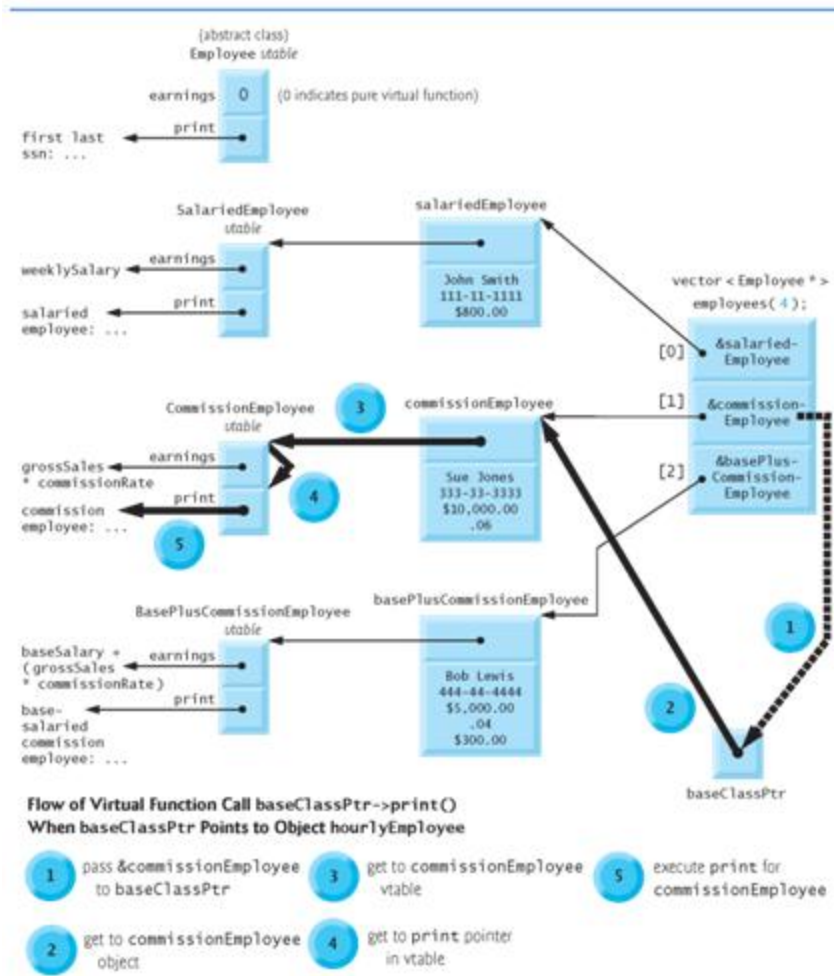 (abstract class)
Employee vtable
earnings 0 (0 indicates pure virtual function)
print
first last
ssn: ...
SalariedEmployee
vtable
salariedEmployee
earnings
weeklySalary
print
salaried
employee: ...
John Smith
111-11-1111
$800.00
vector < Employee * >
employees( 4 );
[0]
&salaried-
Employee
[1]
&commission-
Employee
[2]
&basePlus-
Commission-
Employee
CommissionEmployee
vtable
3
commissionEmployee
earnings
grossSales
* commissionRate
print
commission
employee: ...
4
5
Sue Jones
333-33-3333
$10,000.00
.06
1
BasePlusCommissionEmployee
vtable
basePlusCommissionEmployee
baseSalary +
(grossSales
* commissionRate)
earnings
print
base-
salaried
commission
employee: ...
Bob Lewis
444-44-4444
$5,000.00
.04
$300.00
2
baseClassPtr
Flow of Virtual Function Call baseClassPtr->print()
When baseClassPtr Points to Object hourlyEmployee
1 pass &commissionEmployee
to baseClassPtr
2 get to commissionEmployee
object
3 get to commissionEmployee
vtable
4 get to print pointer
in vtable
5 execute print for
commissionEmployee